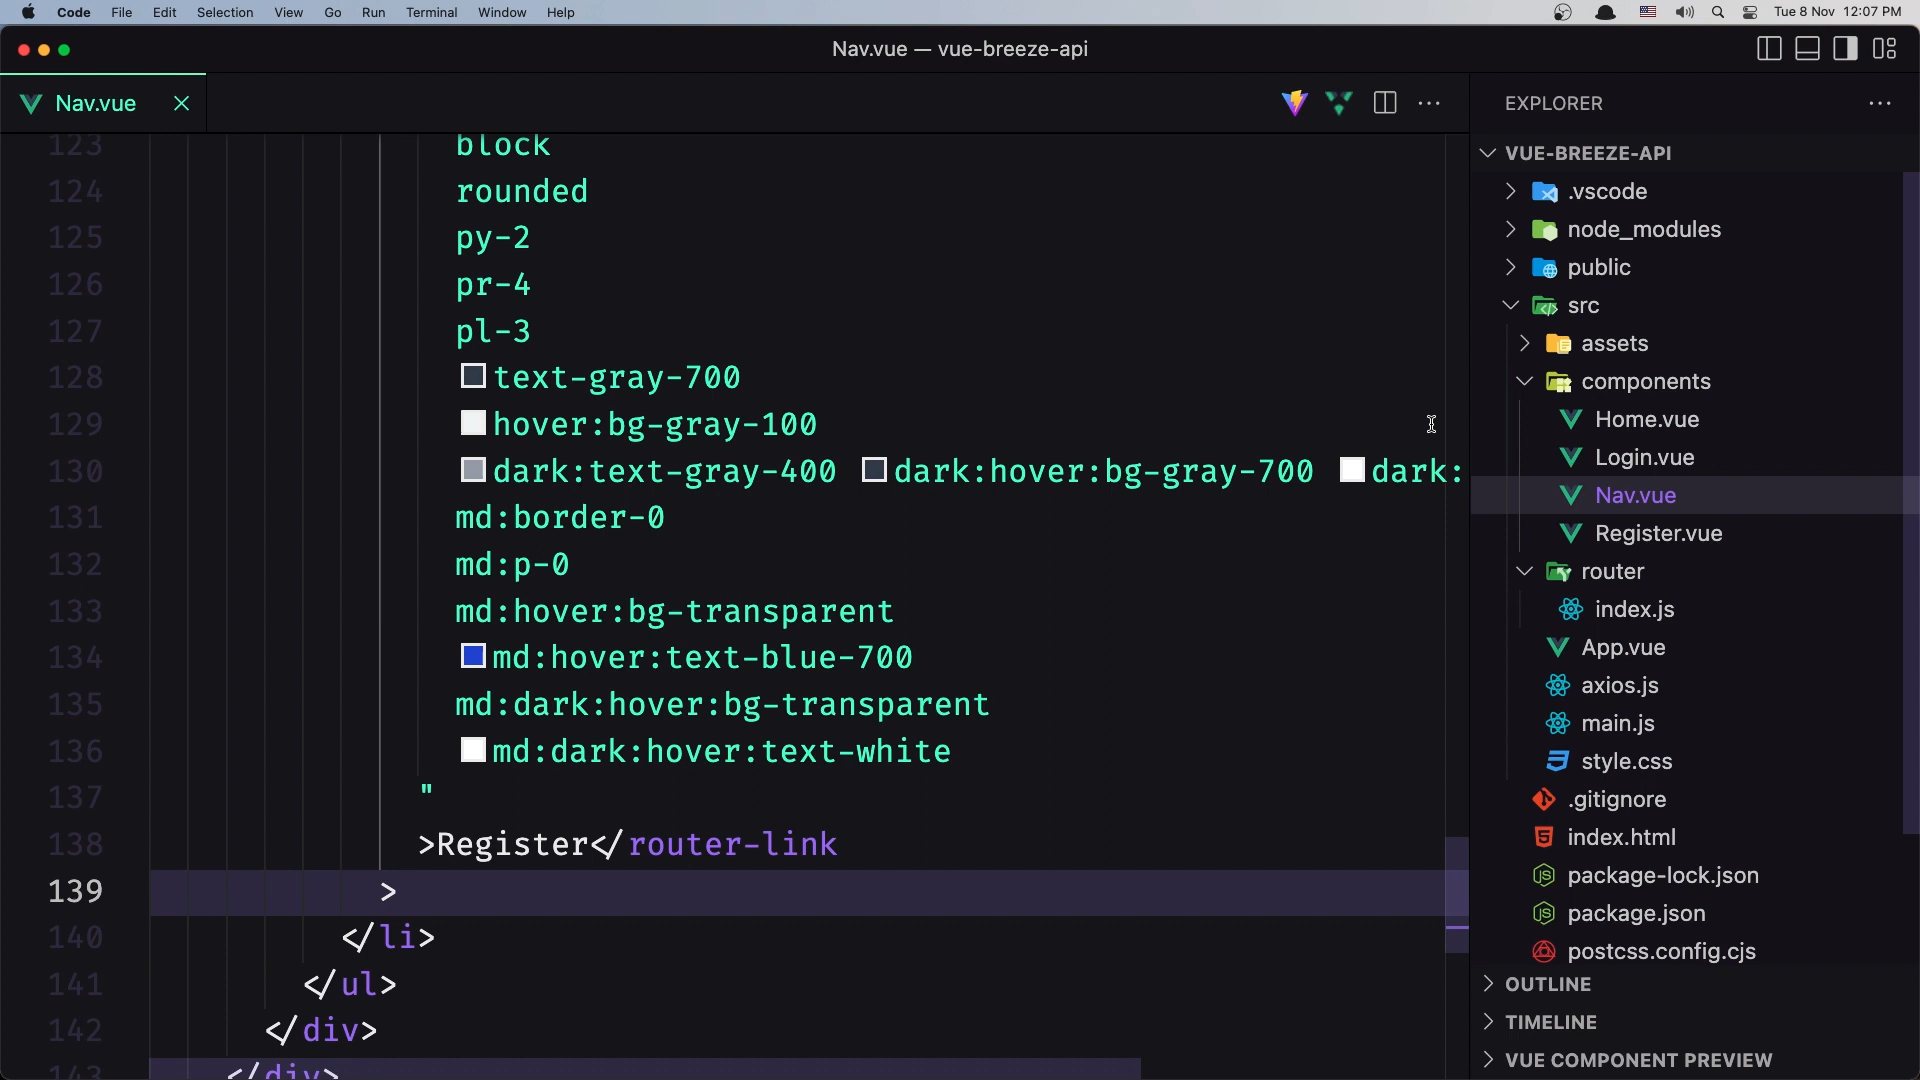 Code File Edit Selection View Go Run Terminal Window Help Tue 8 Nov 12:07 PM
Nav.vue — vue-breeze-api
Nav.vue
EXPLORER
VUE-BREEZE-API
.vscode
node_modules
public
src
assets
components
Home.vue
Login.vue
Nav.vue
Register.vue
router
index.js
App.vue
axios.js
main.js
style.css
.gitignore
index.html
package-lock.json
package.json
postcss.config.cjs
OUTLINE
TIMELINE
VUE COMPONENT PREVIEW
123 block
124 rounded
125 py-2
126 pr-4
127 pl-3
128 text-gray-700
129 hover:bg-gray-100
130 dark:text-gray-400 dark:hover:bg-gray-700 dark:
131 md:border-0
132 md:p-0
133 md:hover:bg-transparent
134 md:hover:text-blue-700
135 md:dark:hover:bg-transparent
136 md:dark:hover:text-white
137 "
138 >Register</router-link
139 >
140 </li>
141 </ul>
142 </div>
143 </div>